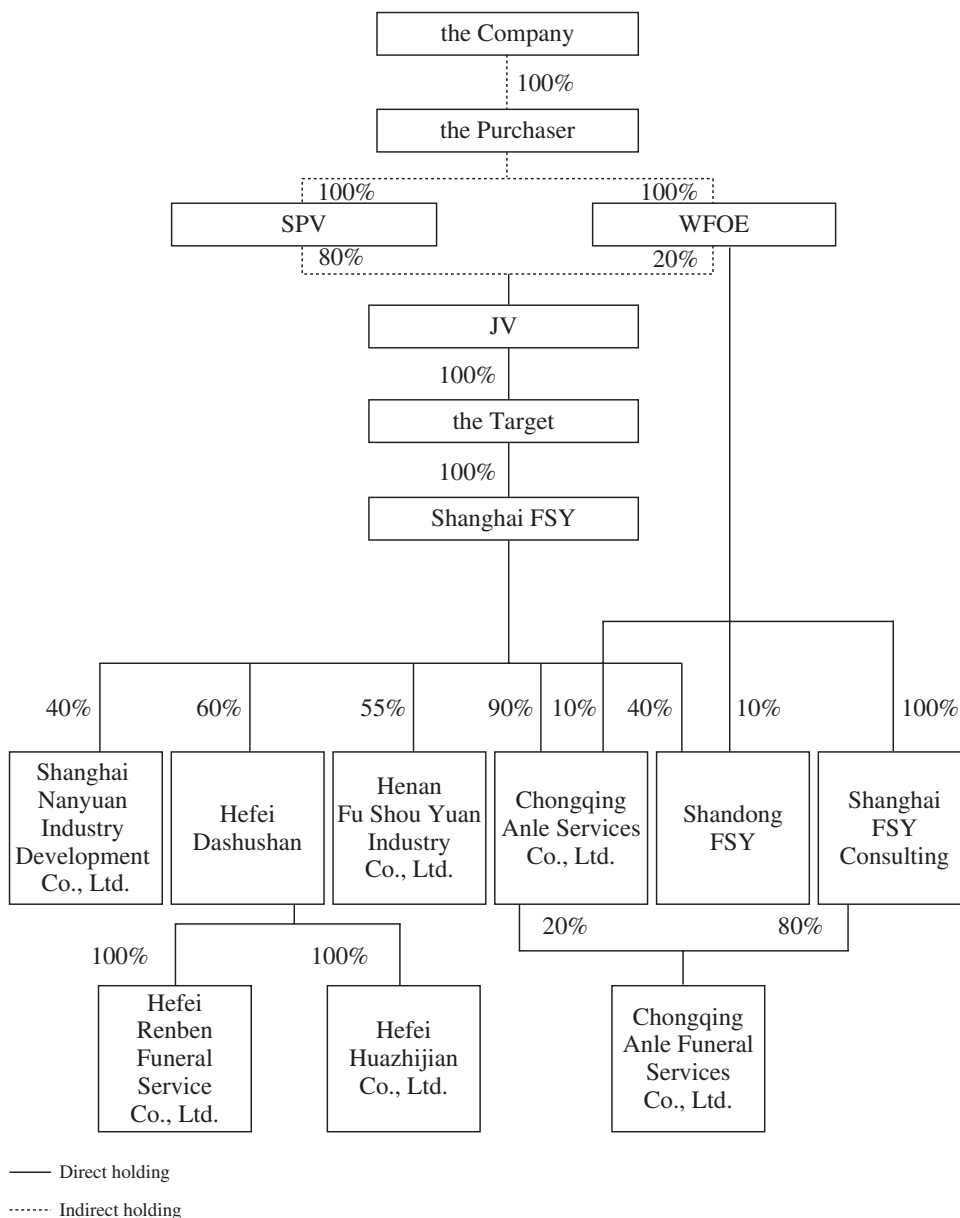 the Company
100%
the Purchaser
100%
100%
SPV
WFOE
80%
20%
JV
100%
the Target
100%
Shanghai FSY
40%
60%
55%
90%
10%
40%
10%
100%
Shanghai
Nanyuan
Industry
Development
Co., Ltd.
Hefei
Dashushan
Henan
Fu Shou Yuan
Industry
Co., Ltd.
Chongqing
Anle Services
Co., Ltd.
Shandong
FSY
Shanghai
FSY
Consulting
100%
100%
20%
80%
Hefei
Renben
Funeral
Service
Co., Ltd.
Hefei
Huazhijian
Co., Ltd.
Chongqing
Anle Funeral
Services
Co., Ltd.
Direct holding
Indirect holding